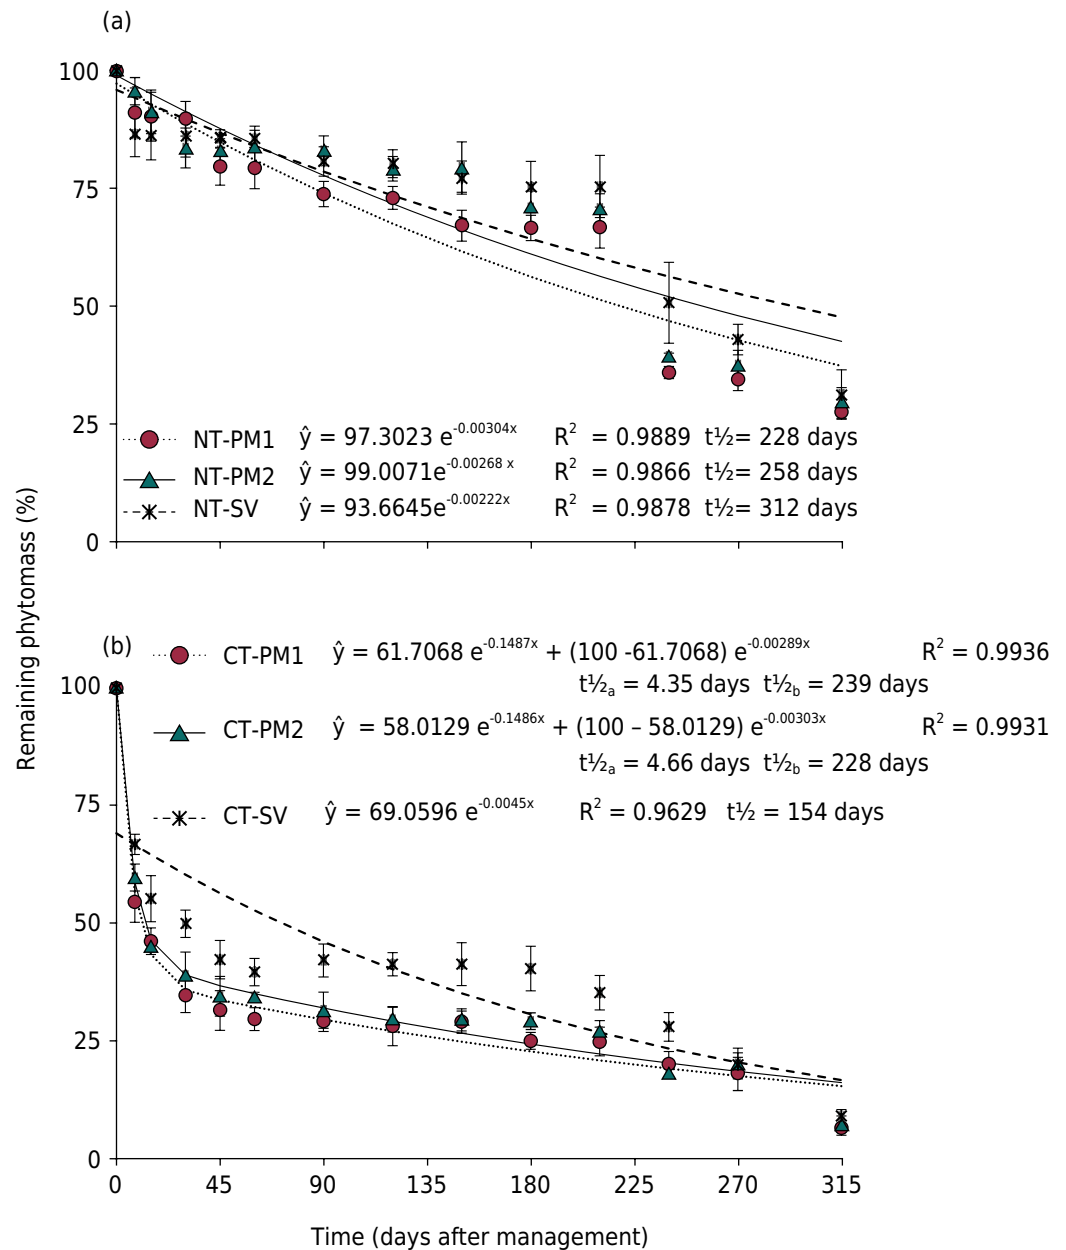 (a)
100
75
50
25
0
NT-PM1 ŷ = 97.3023 e^-0.00304x R² = 0.9889 t½= 228 days
NT-PM2 ŷ = 99.0071e^-0.00268 x R² = 0.9866 t½= 258 days
NT-SV ŷ = 93.6645e^-0.00222x R² = 0.9878 t½= 312 days
Remaining phytomass (%)
(b)
CT-PM1 ŷ = 61.7068 e^-0.1487x + (100 -61.7068) e^-0.00289x R² = 0.9936
t½ₐ = 4.35 days t½_b = 239 days
CT-PM2 ŷ = 58.0129 e^-0.1486x + (100 – 58.0129) e^-0.00303x R² = 0.9931
t½ₐ = 4.66 days t½_b = 228 days
CT-SV ŷ = 69.0596 e^-0.0045x R² = 0.9629 t½ = 154 days
100
75
50
25
0
0 45 90 135 180 225 270 315
Time (days after management)